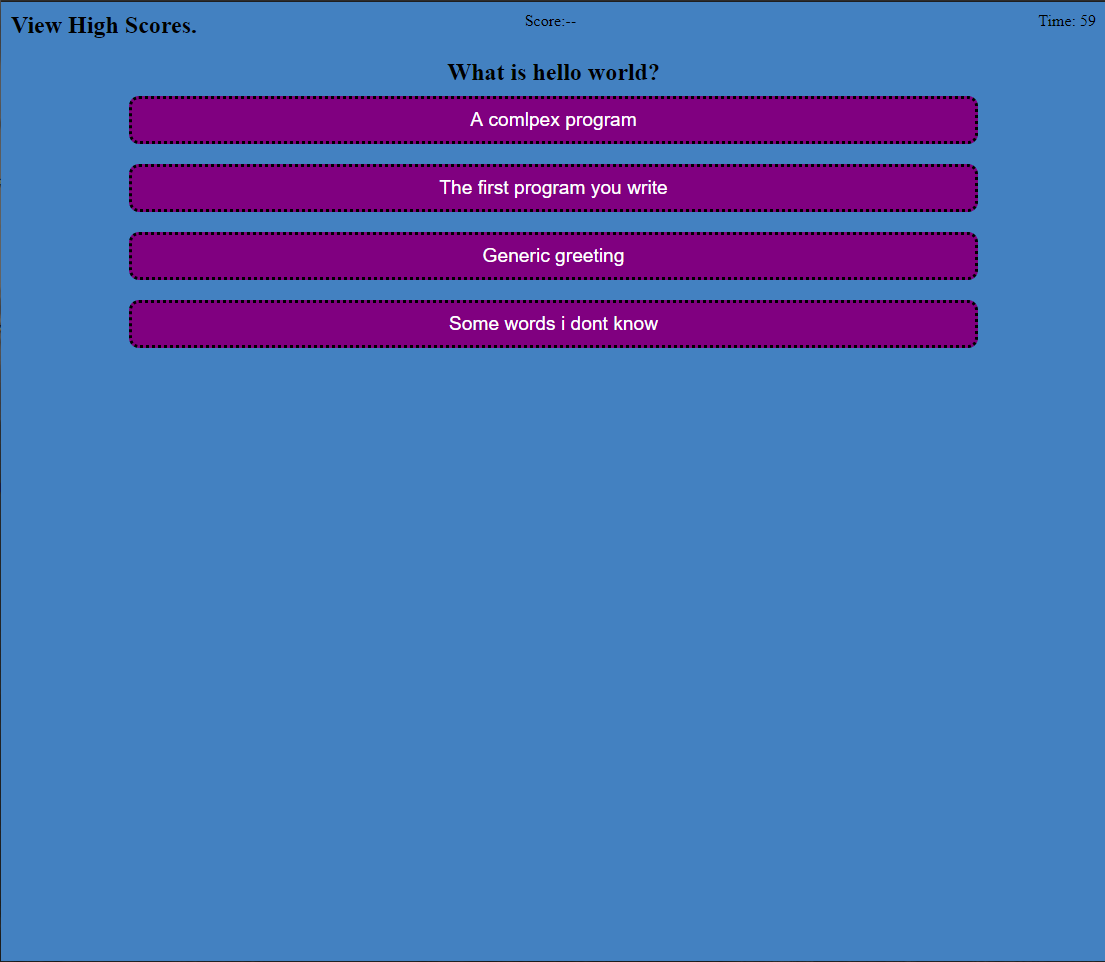 View High Scores.
Score:--
Time: 59
What is hello world?
A comlpex program
The first program you write
Generic greeting
Some words i dont know